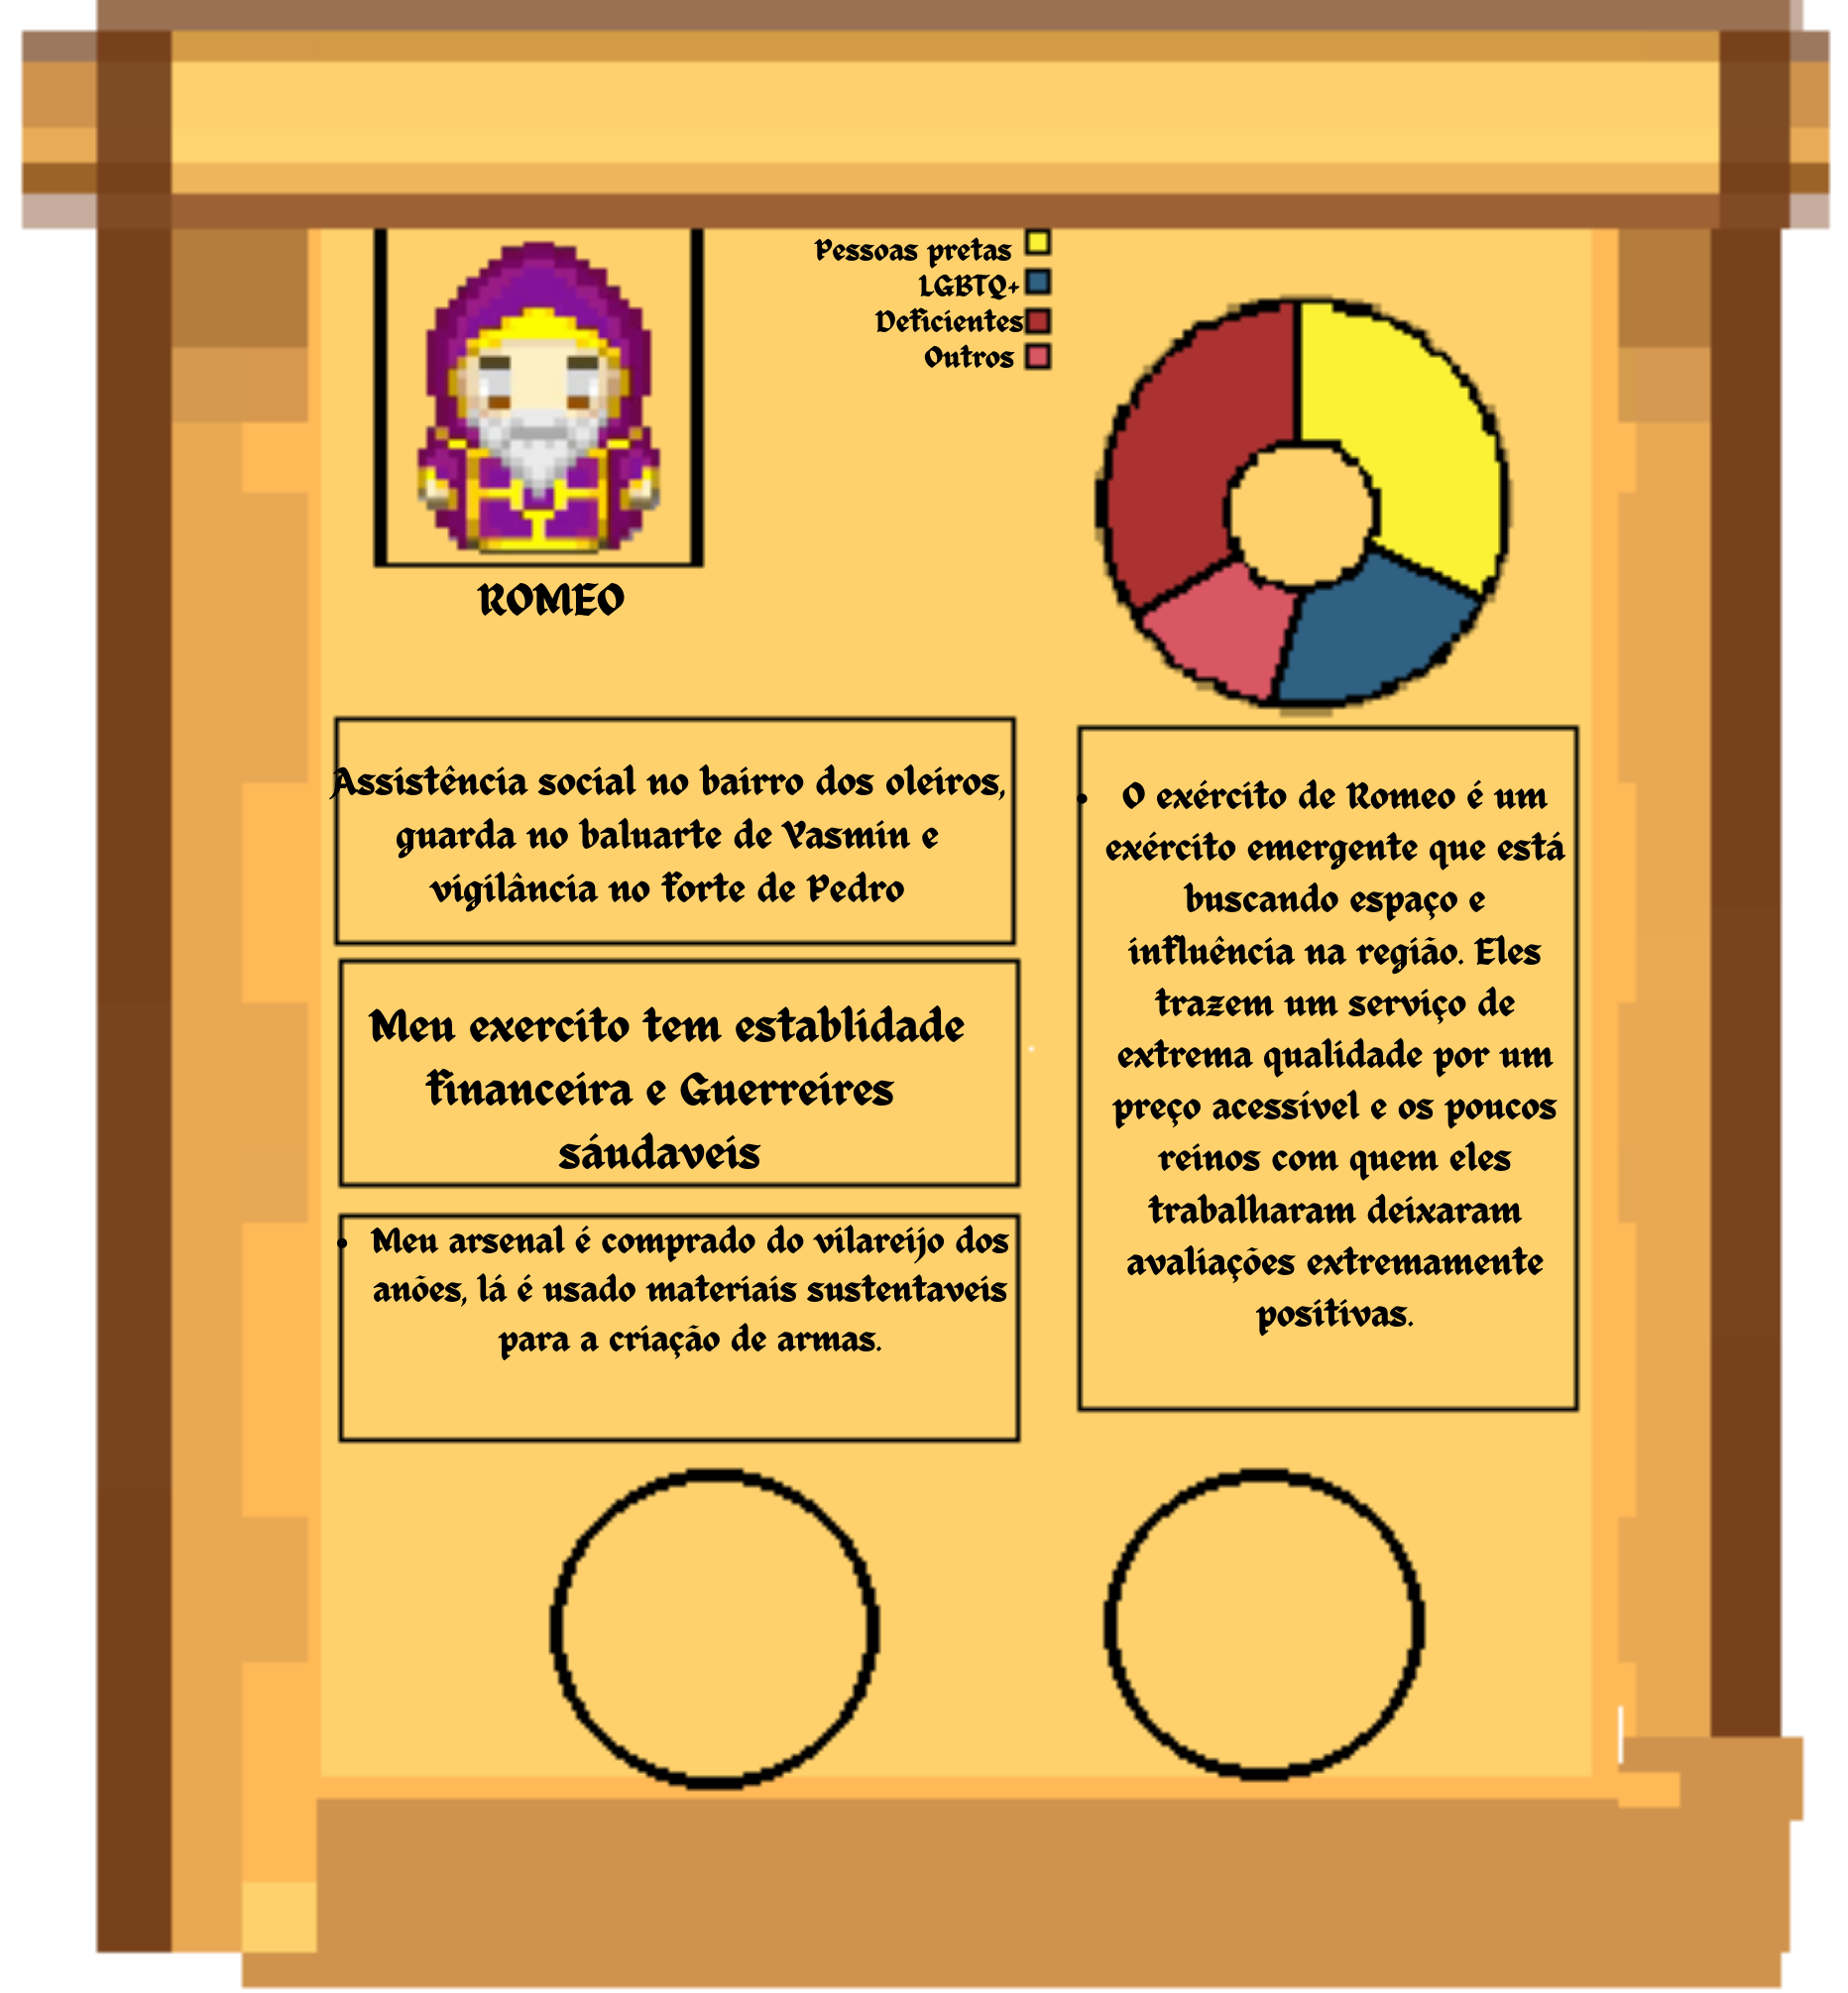 Pessoas pretas
LGBTQ+
Deficientes
Outros
ROMEO
Assistência social no bairro dos oleiros,
guarda no baluarte de Yasmin e
vigilância no forte de Pedro
Meu exercito tem establidade
financeira e Guerreires
sáudaveis
• Meu arsenal é comprado do vilareijo dos
anões, lá é usado materiais sustentaveis
para a criação de armas.
• O exército de Romeo é um
exército emergente que está
buscando espaço e
influência na região. Eles
trazem um serviço de
extrema qualidade por um
preço acessível e os poucos
reinos com quem eles
trabalharam deixaram
avaliações extremamente
positivas.